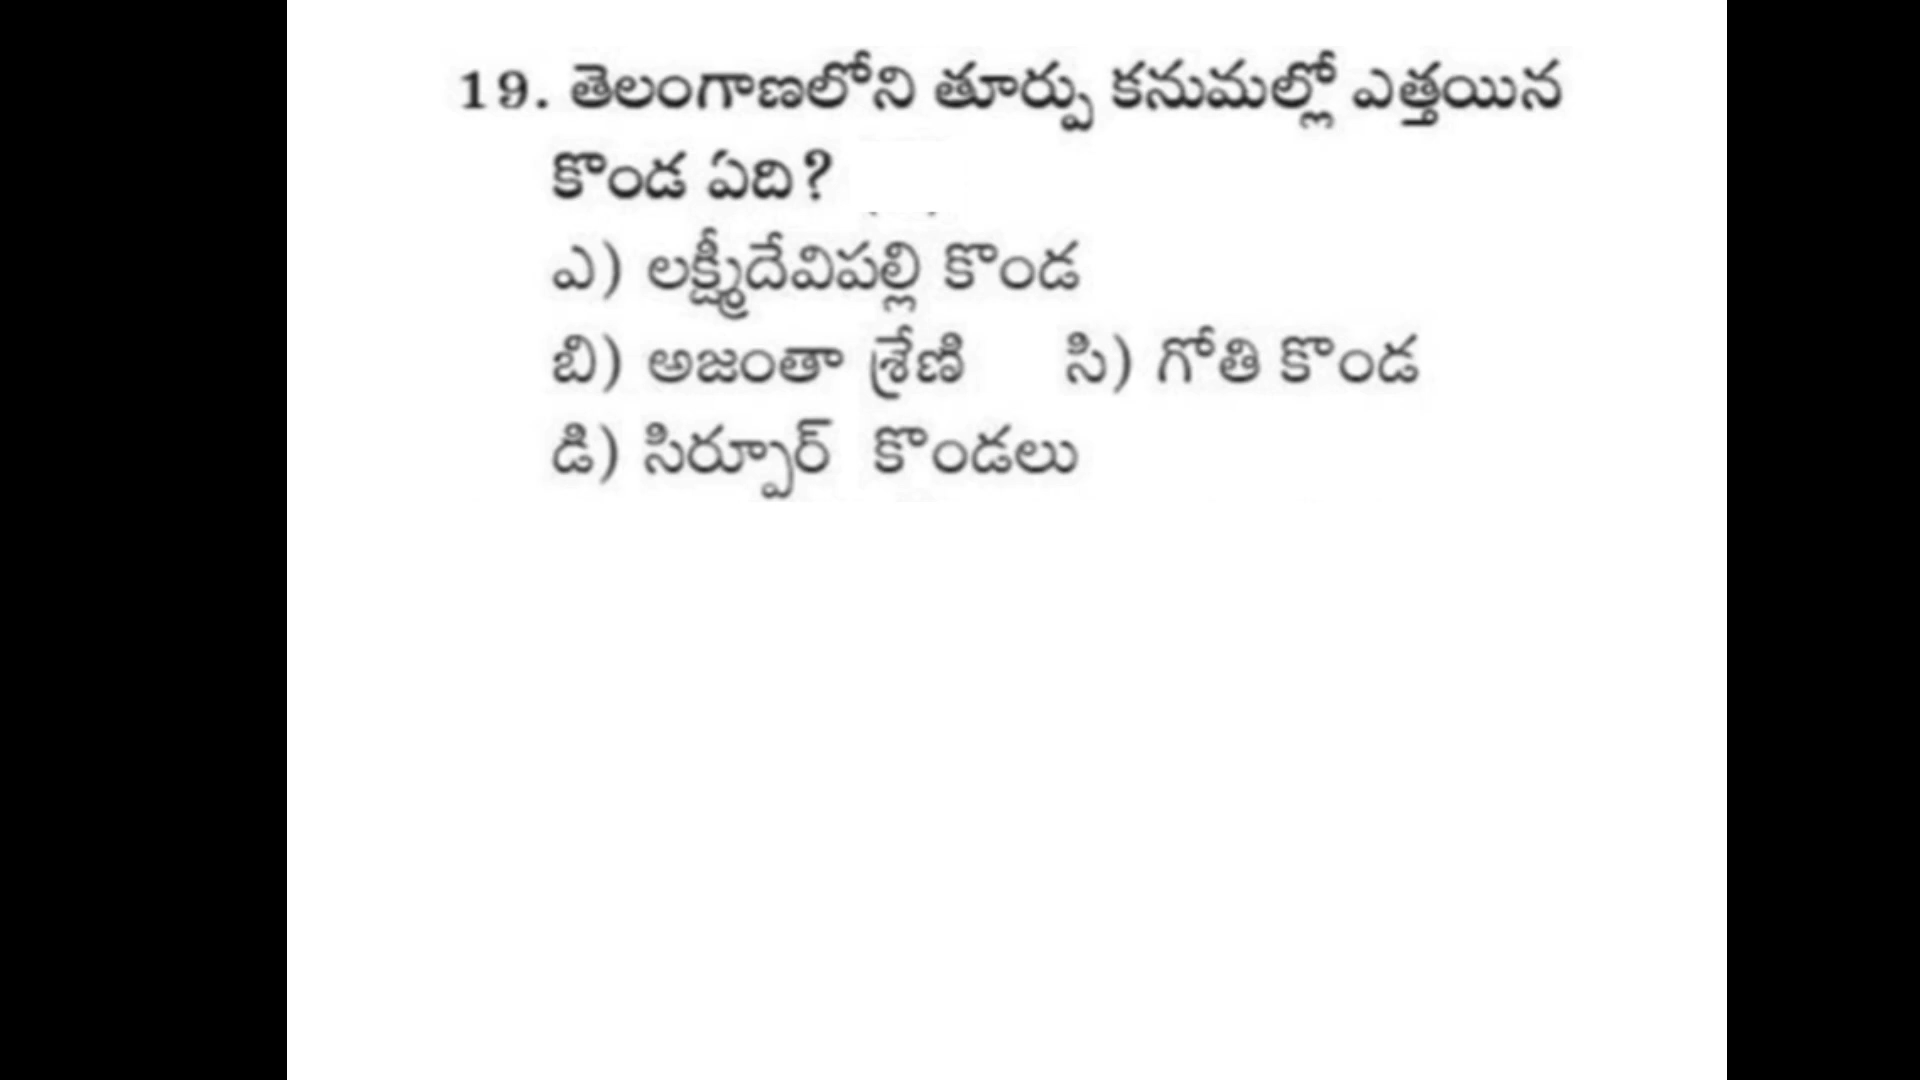 19. తెలంగాణలోని తూర్పు కనుమల్లో ఎత్తయిన
కొండ ఏది?
ఎ) లక్ష్మీదేవిపల్లి కొండ
బి) అజంతా శ్రేణి సి) గోతి కొండ
డి) సిర్పూర్ కొండలు